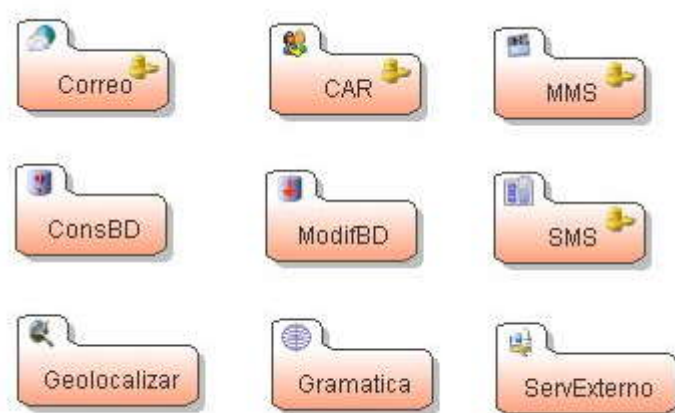 Correo
CAR
MMS
ConsBD
ModifBD
SMS
Geolocalizar
Gramatica
ServExterno